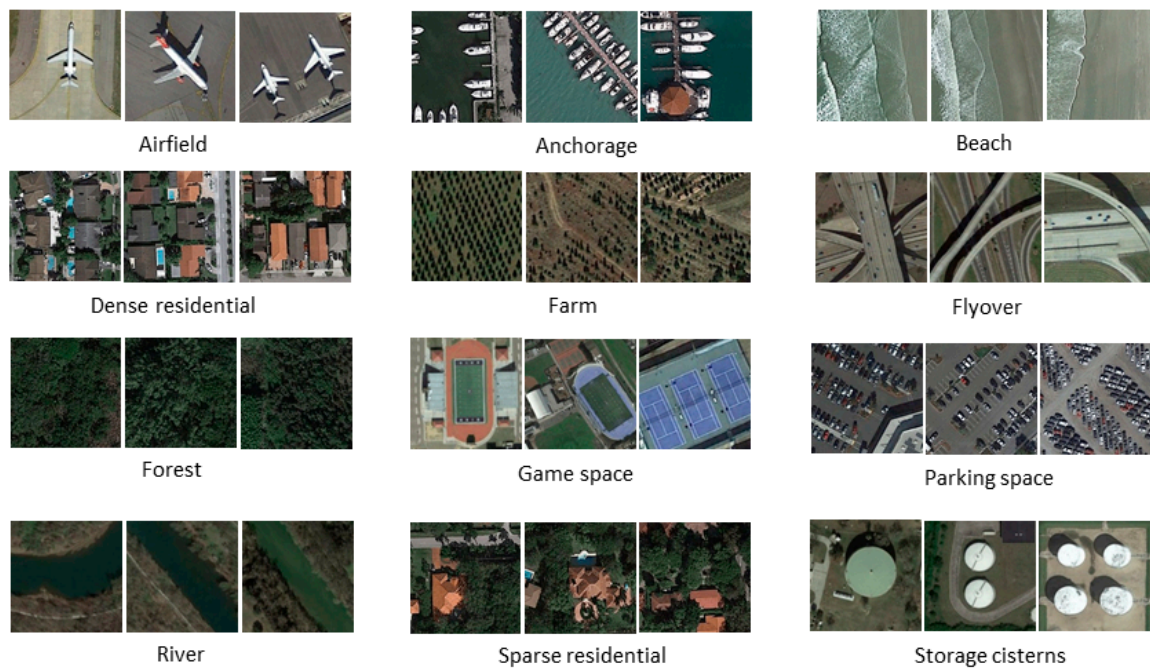 Airfield
Anchorage
Beach
Dense residential
Farm
Flyover
Forest
Game space
Parking space
River
Sparse residential
Storage cisterns